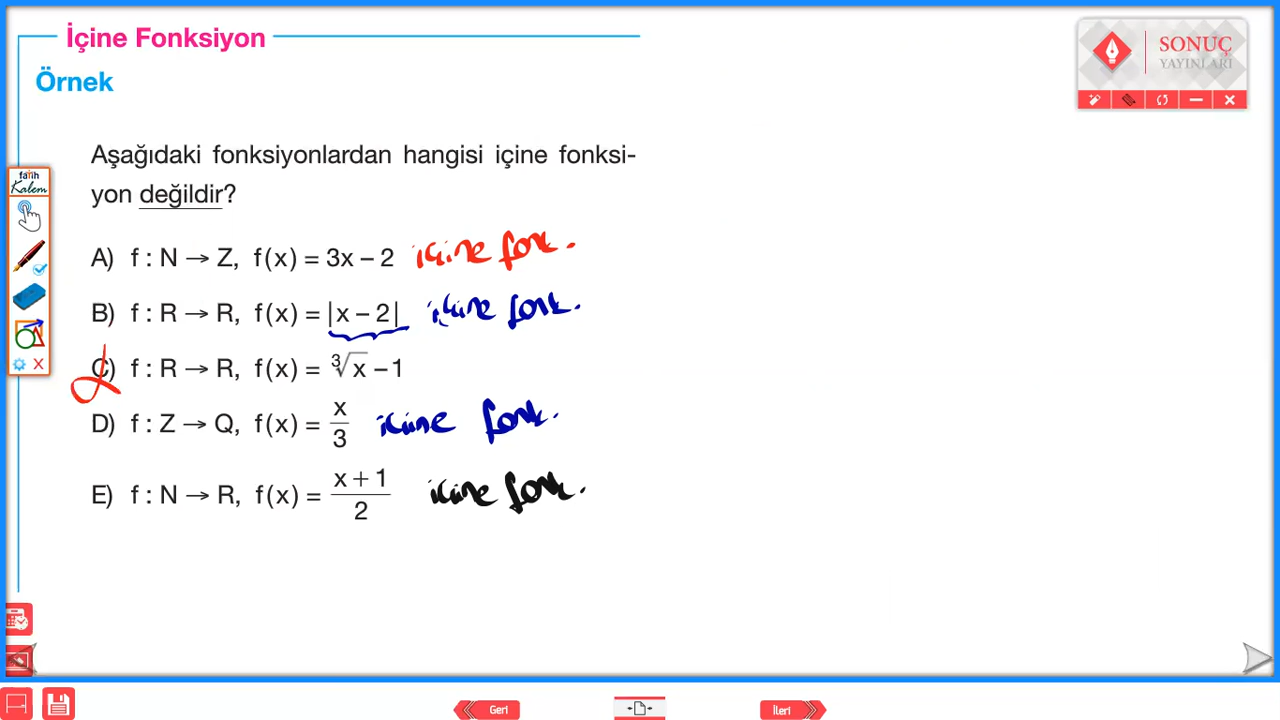 İçine Fonksiyon
SONUÇ
YAYINLARI
Örnek
Aşağıdaki fonksiyonlardan hangisi içine fonksi-
yon değildir?
fatih
Kalem
A) f : N → Z, f(x) = 3x – 2 içine fonk.
B) f : R → R, f(x) = |x – 2| içine fonk.
C) f : R → R, f(x) = ∛x – 1
D) f : Z → Q, f(x) = x/3 içine fonk.
E) f : N → R, f(x) = (x + 1)/2 içine fonk.
Geri
İleri